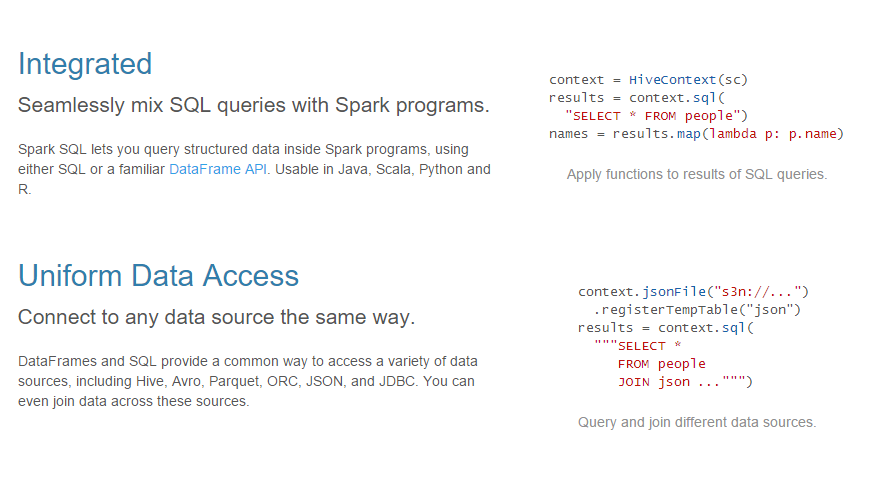 Integrated
Seamlessly mix SQL queries with Spark programs.
Spark SQL lets you query structured data inside Spark programs, using
either SQL or a familiar DataFrame API. Usable in Java, Scala, Python and
R.
context = HiveContext(sc)
results = context.sql(
  "SELECT * FROM people")
names = results.map(lambda p: p.name)
Apply functions to results of SQL queries.
Uniform Data Access
Connect to any data source the same way.
DataFrames and SQL provide a common way to access a variety of data
sources, including Hive, Avro, Parquet, ORC, JSON, and JDBC. You can
even join data across these sources.
context.jsonFile("s3n://...")
  .registerTempTable("json")
results = context.sql(
  """SELECT *
     FROM people
     JOIN json ...""")
Query and join different data sources.